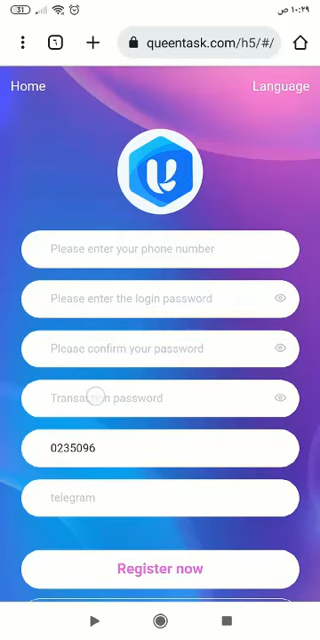 31
١٠:٢٩ ص
queentask.com/h5/#/
Home
Language
Please enter your phone number
Please enter the login password
Please confirm your password
Transaction password
0235096
telegram
Register now